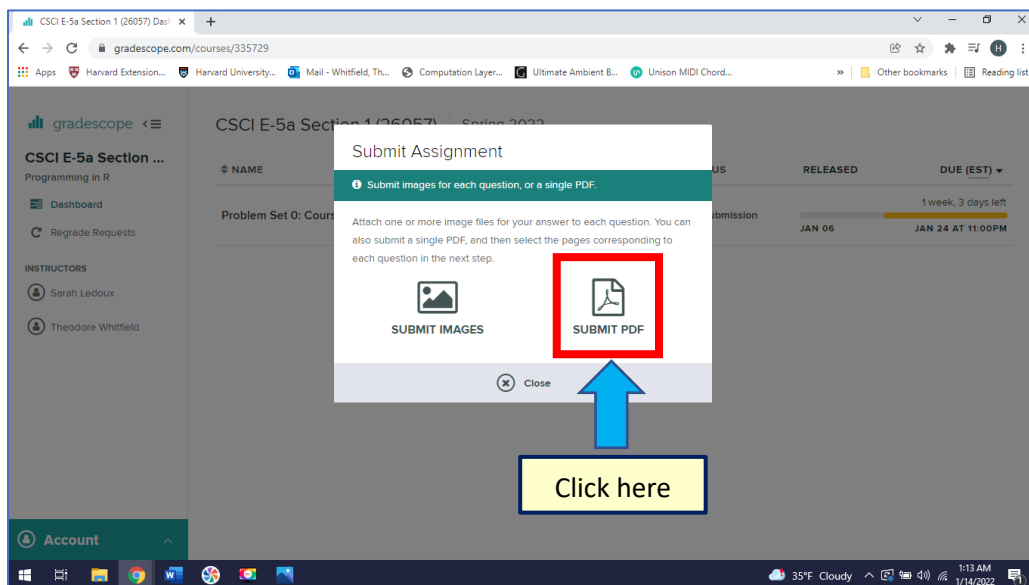 CSCI E-5a Section 1 (26057) Das
gradescope.com/courses/335729
H
Apps Harvard Extension... Harvard University... Mail - Whitfield, Th... Computation Layer... Ultimate Ambient B... Unison MIDI Chord... » Other bookmarks Reading list
gradescope
CSCI E-5a Section 1 (26057) Spring 2022
CSCI E-5a Section ...
Programming in R
Dashboard
Regrade Requests
INSTRUCTORS
Sarah Ledoux
Theodore Whitfield
Account
NAME
US
RELEASED
DUE (EST)
Problem Set 0: Cours
bmission
1 week, 3 days left
JAN 06
JAN 24 AT 11:00PM
Submit Assignment
Submit images for each question, or a single PDF.
Attach one or more image files for your answer to each question. You can
also submit a single PDF, and then select the pages corresponding to
each question in the next step.
SUBMIT IMAGES
SUBMIT PDF
Close
Click here
35°F Cloudy
1:13 AM
1/14/2022